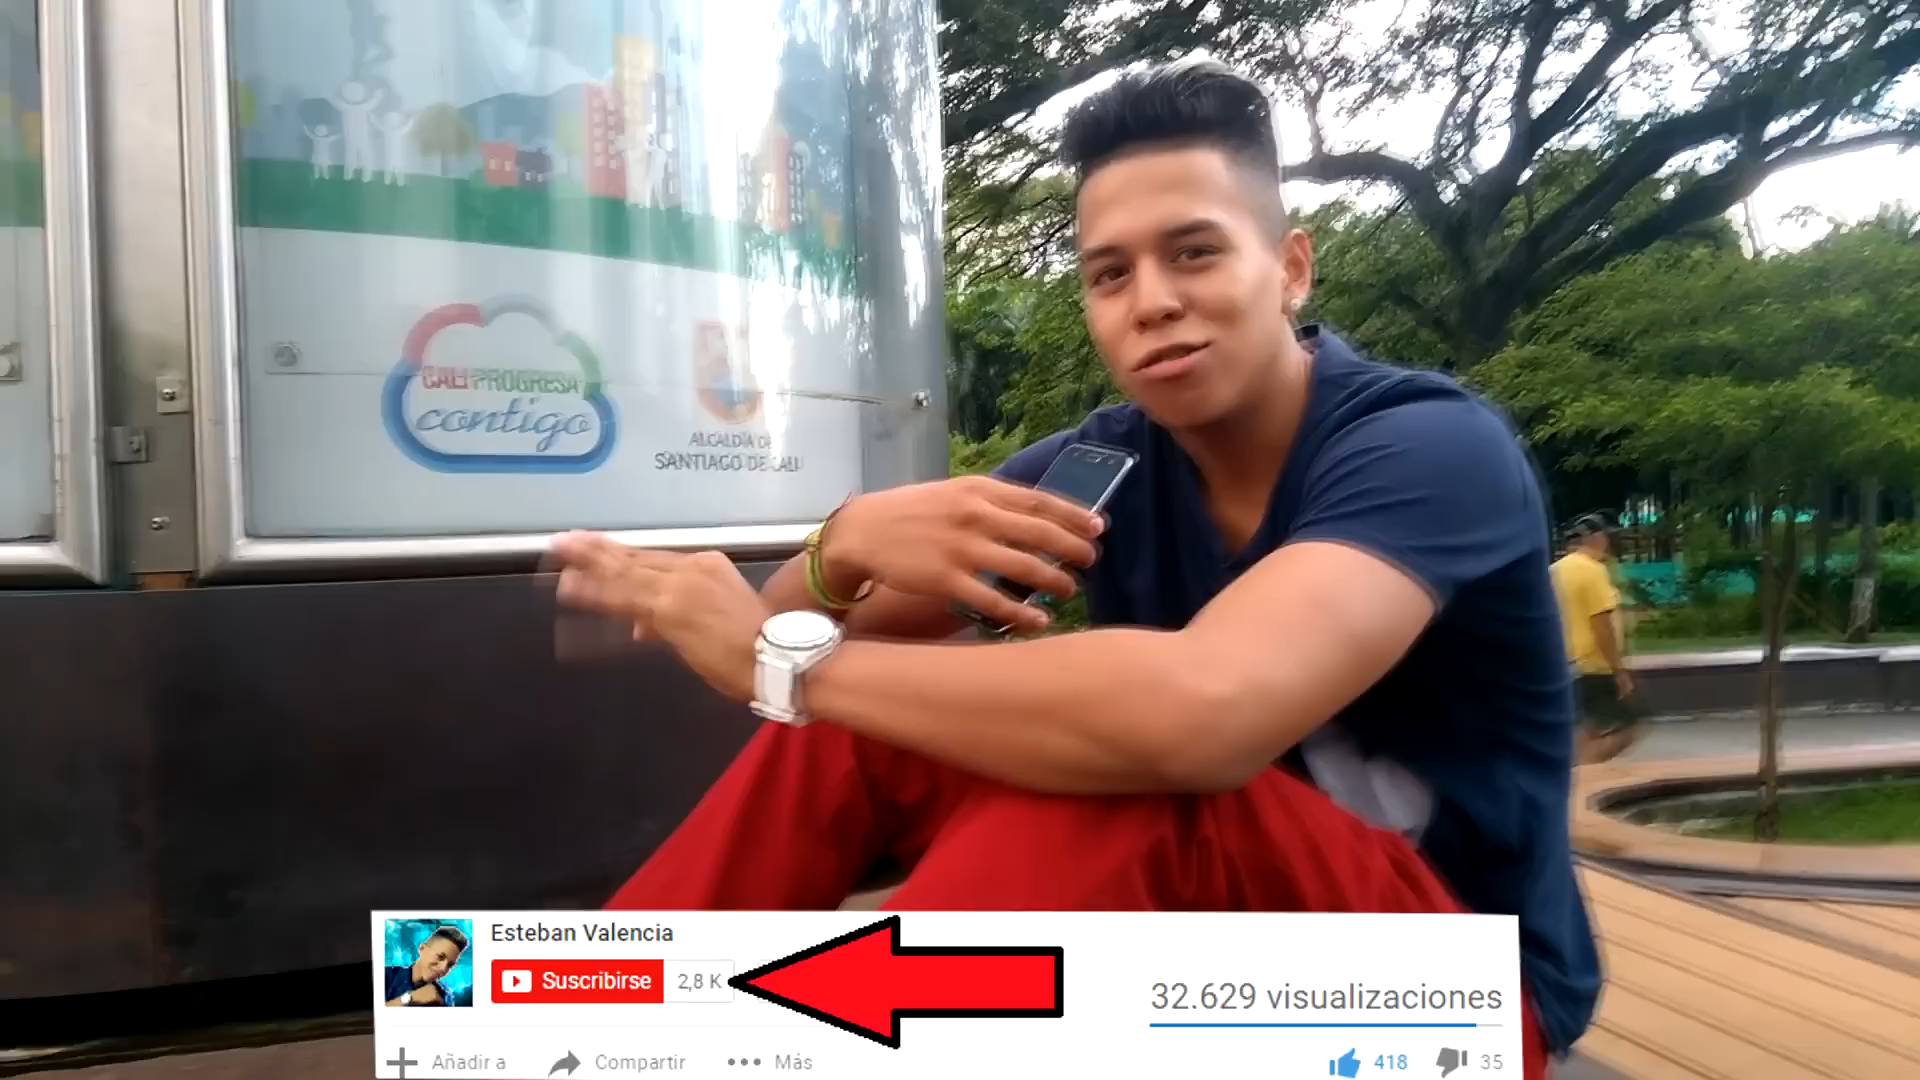 CALI PROGRESA
contigo
ALCALDÍA DE
SANTIAGO DE CALI
Esteban Valencia
Suscribirse 2,8 K
32.629 visualizaciones
Añadir a Compartir Más
418 35